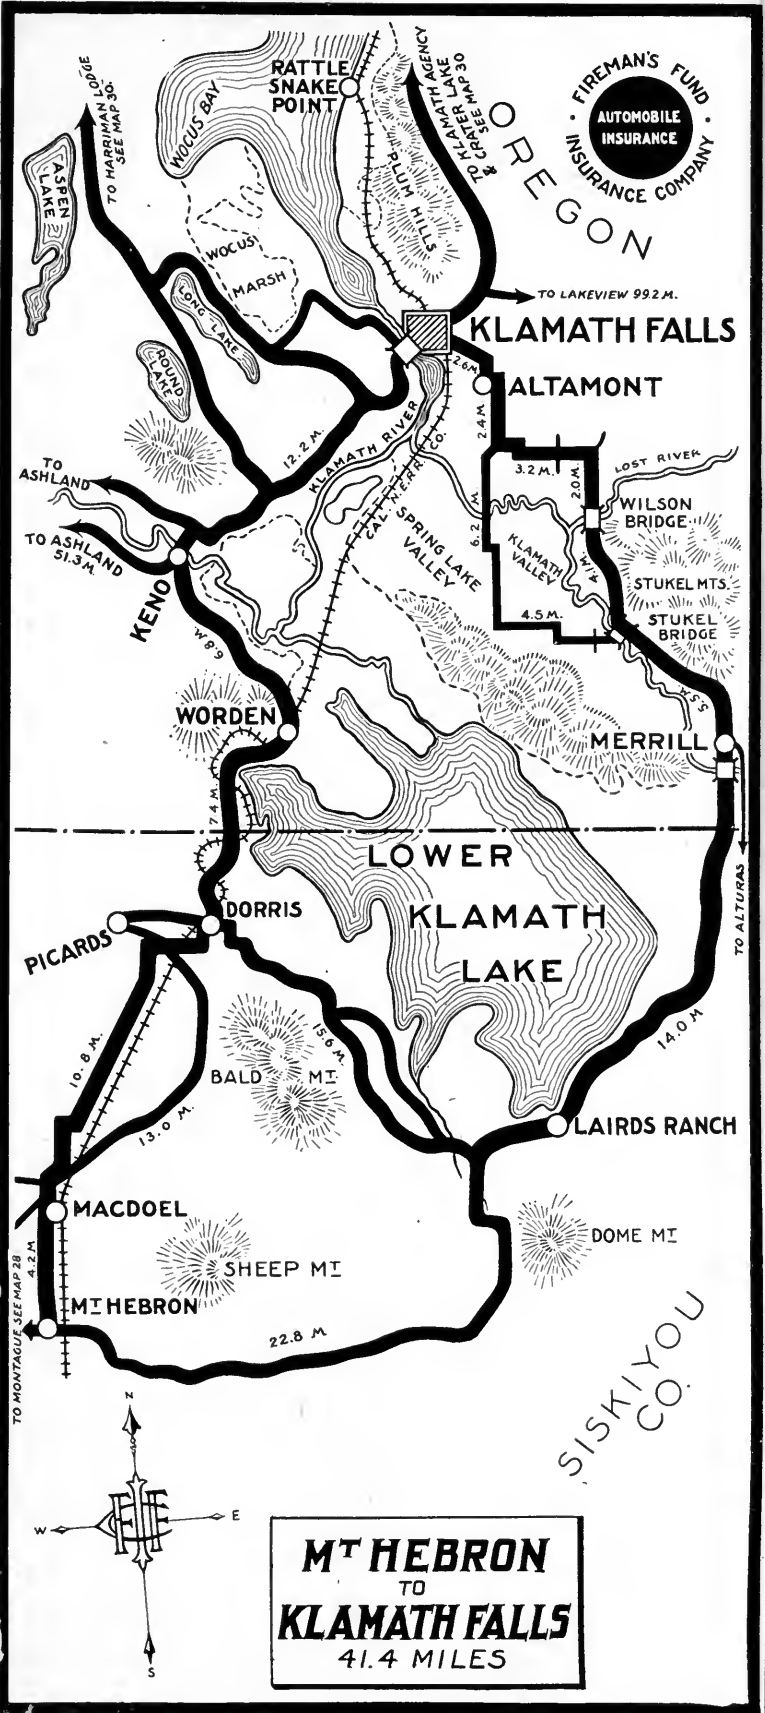 TO HARRIMAN LODGE
SEE MAP 30.
ASPEN
LAKE
WOCUS BAY
RATTLE
SNAKE
POINT
TO KLAMATH AGENCY
& CRATER LAKE
SEE MAP 30
PLUM HILLS
OREGON
FIREMAN'S FUND
AUTOMOBILE
INSURANCE
INSURANCE COMPANY
WOCUS
MARSH
TO LAKEVIEW 99.2 M.
LONG LAKE
KLAMATH FALLS
ROUND
LAKE
2.6 M.
ALTAMONT
2.4 M.
12.2 M.
KLAMATH RIVER
CAL. N.E.R.R. CO.
TO
ASHLAND
3.2 M.
2.0 M.
LOST RIVER
6.2 M.
WILSON
BRIDGE
TO ASHLAND
51.3 M.
SPRING LAKE
VALLEY
KLAMATH
VALLEY
4.1 M.
STUKEL MTS.
KENO
4.5 M.
STUKEL
BRIDGE
6.8 M.
5.5 M.
WORDEN
MERRILL
7.4 M.
LOWER
KLAMATH
LAKE
TO ALTURAS
DORRIS
PICARDS
10.8 M.
15.6 M.
14.0 M
BALD MT
13.0 M.
LAIRDS RANCH
MACDOEL
DOME MT
SHEEP MT
4.2 M.
MT HEBRON
TO MONTAGUE SEE MAP 28
22.8 M
SISKIYOU
CO.
N
W
E
S
MT HEBRON
TO
KLAMATH FALLS
41.4 MILES